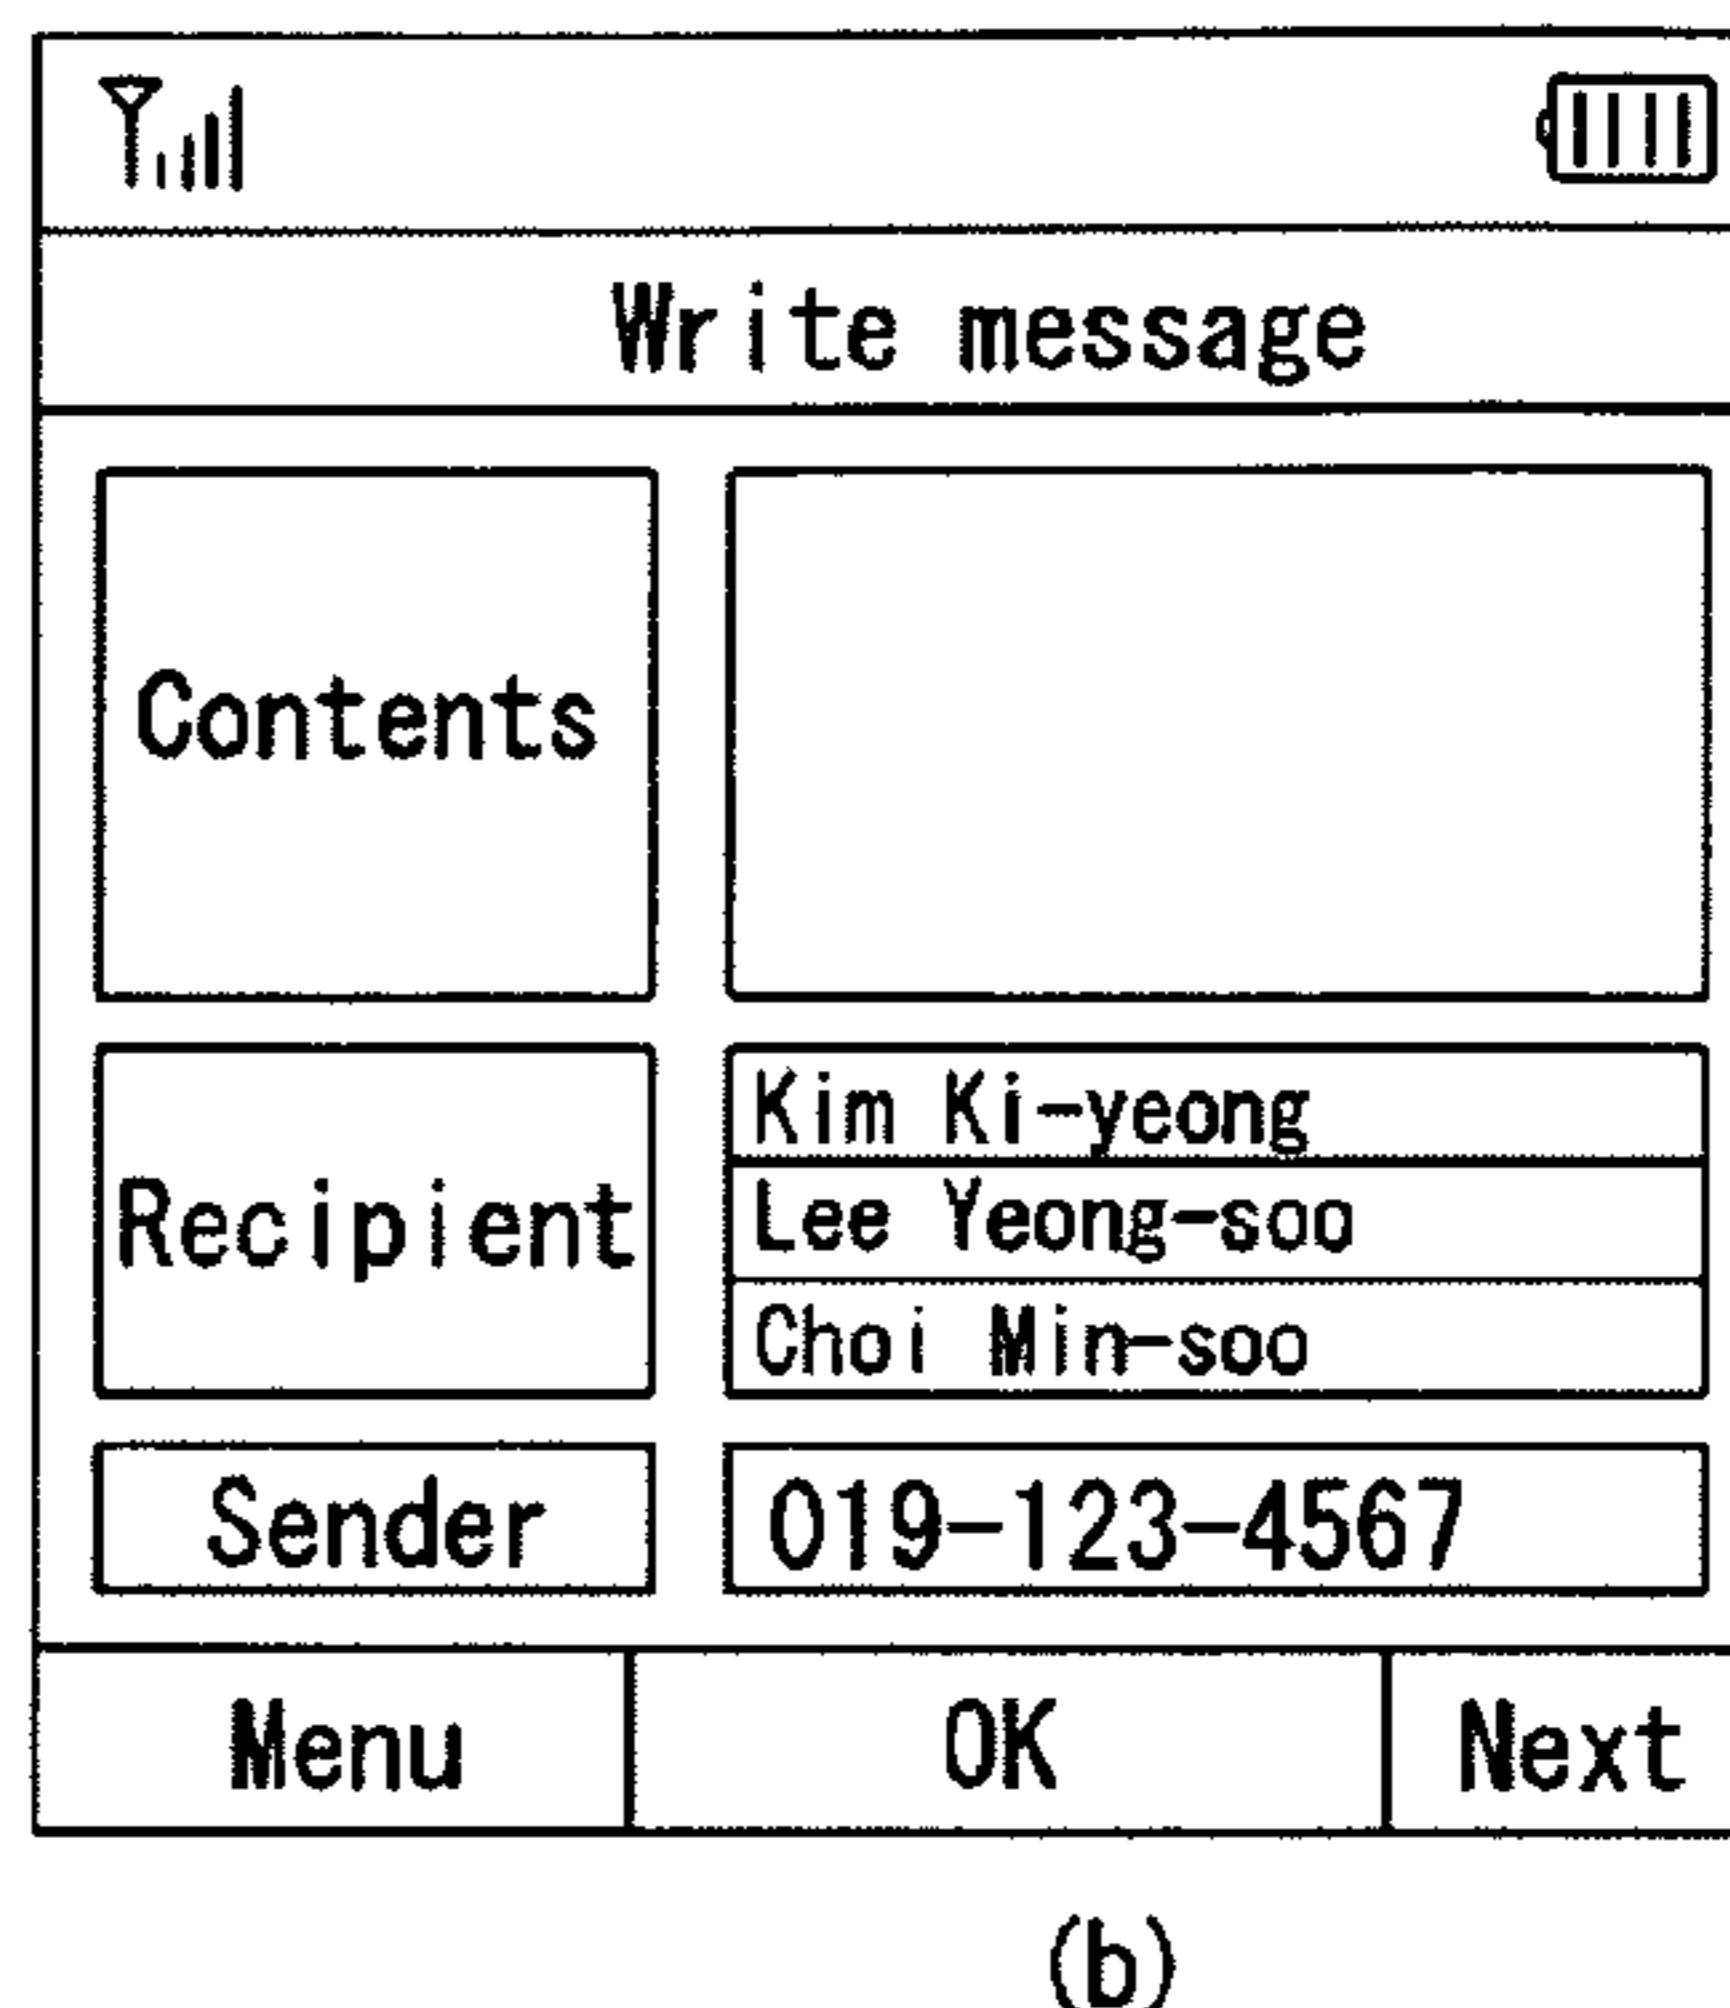 Write message
Contents
Recipient
Kim Ki-yeong
Lee Yeong-soo
Choi Min-soo
Sender
019-123-4567
Menu
OK
Next
(b)